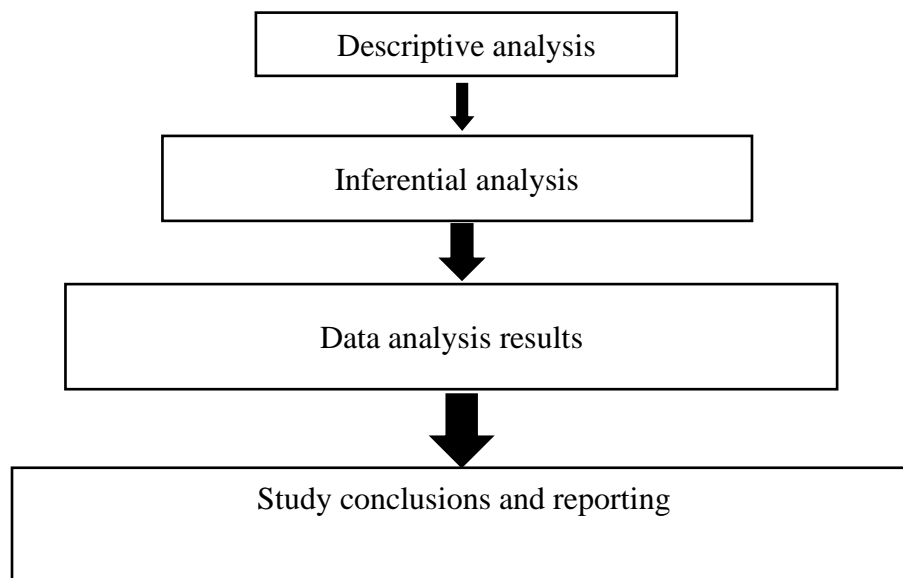 Descriptive analysis
Inferential analysis
Data analysis results
Study conclusions and reporting